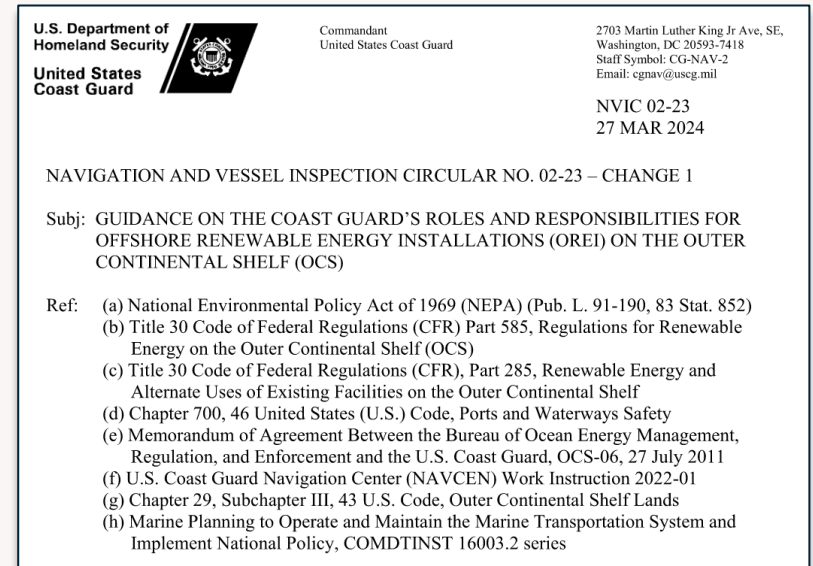 U.S. Department of
Homeland Security
United States
Coast Guard
Commandant
United States Coast Guard
2703 Martin Luther King Jr Ave, SE,
Washington, DC 20593-7418
Staff Symbol: CG-NAV-2
Email: cgnav@uscg.mil
NVIC 02-23
27 MAR 2024
NAVIGATION AND VESSEL INSPECTION CIRCULAR NO. 02-23 – CHANGE 1
Subj: GUIDANCE ON THE COAST GUARD'S ROLES AND RESPONSIBILITIES FOR
OFFSHORE RENEWABLE ENERGY INSTALLATIONS (OREI) ON THE OUTER
CONTINENTAL SHELF (OCS)
Ref: (a) National Environmental Policy Act of 1969 (NEPA) (Pub. L. 91-190, 83 Stat. 852)
(b) Title 30 Code of Federal Regulations (CFR) Part 585, Regulations for Renewable
Energy on the Outer Continental Shelf (OCS)
(c) Title 30 Code of Federal Regulations (CFR), Part 285, Renewable Energy and
Alternate Uses of Existing Facilities on the Outer Continental Shelf
(d) Chapter 700, 46 United States (U.S.) Code, Ports and Waterways Safety
(e) Memorandum of Agreement Between the Bureau of Ocean Energy Management,
Regulation, and Enforcement and the U.S. Coast Guard, OCS-06, 27 July 2011
(f) U.S. Coast Guard Navigation Center (NAVCEN) Work Instruction 2022-01
(g) Chapter 29, Subchapter III, 43 U.S. Code, Outer Continental Shelf Lands
(h) Marine Planning to Operate and Maintain the Marine Transportation System and
Implement National Policy, COMDTINST 16003.2 series